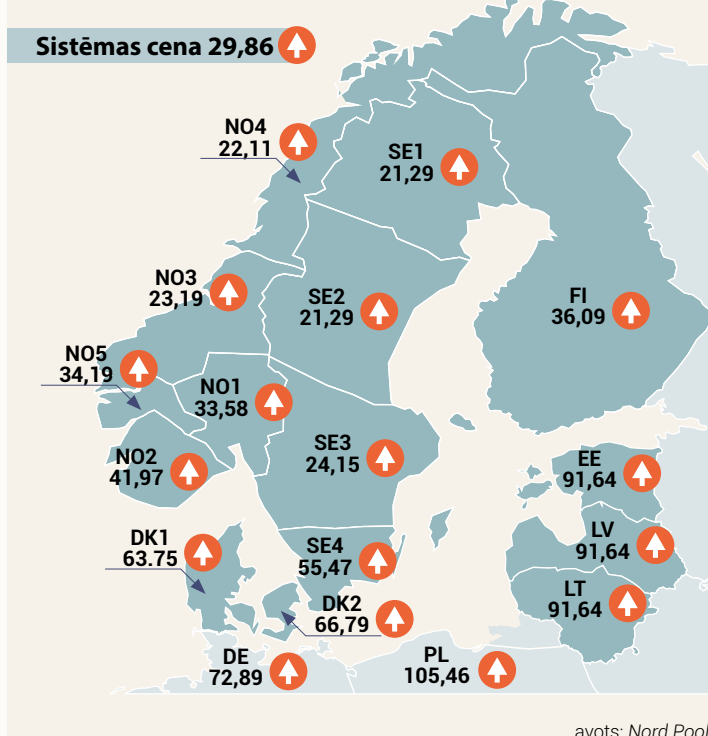 Sistēmas cena 29,86
NO4
22,11
SE1
21,29
NO3
23,19
SE2
21,29
FI
36,09
NO5
34,19
NO1
33,58
SE3
24,15
NO2
41,97
EE
91,64
DK1
63.75
LV
91,64
SE4
55,47
LT
91,64
DK2
66,79
DE
72,89
PL
105,46
avots: Nord Pool